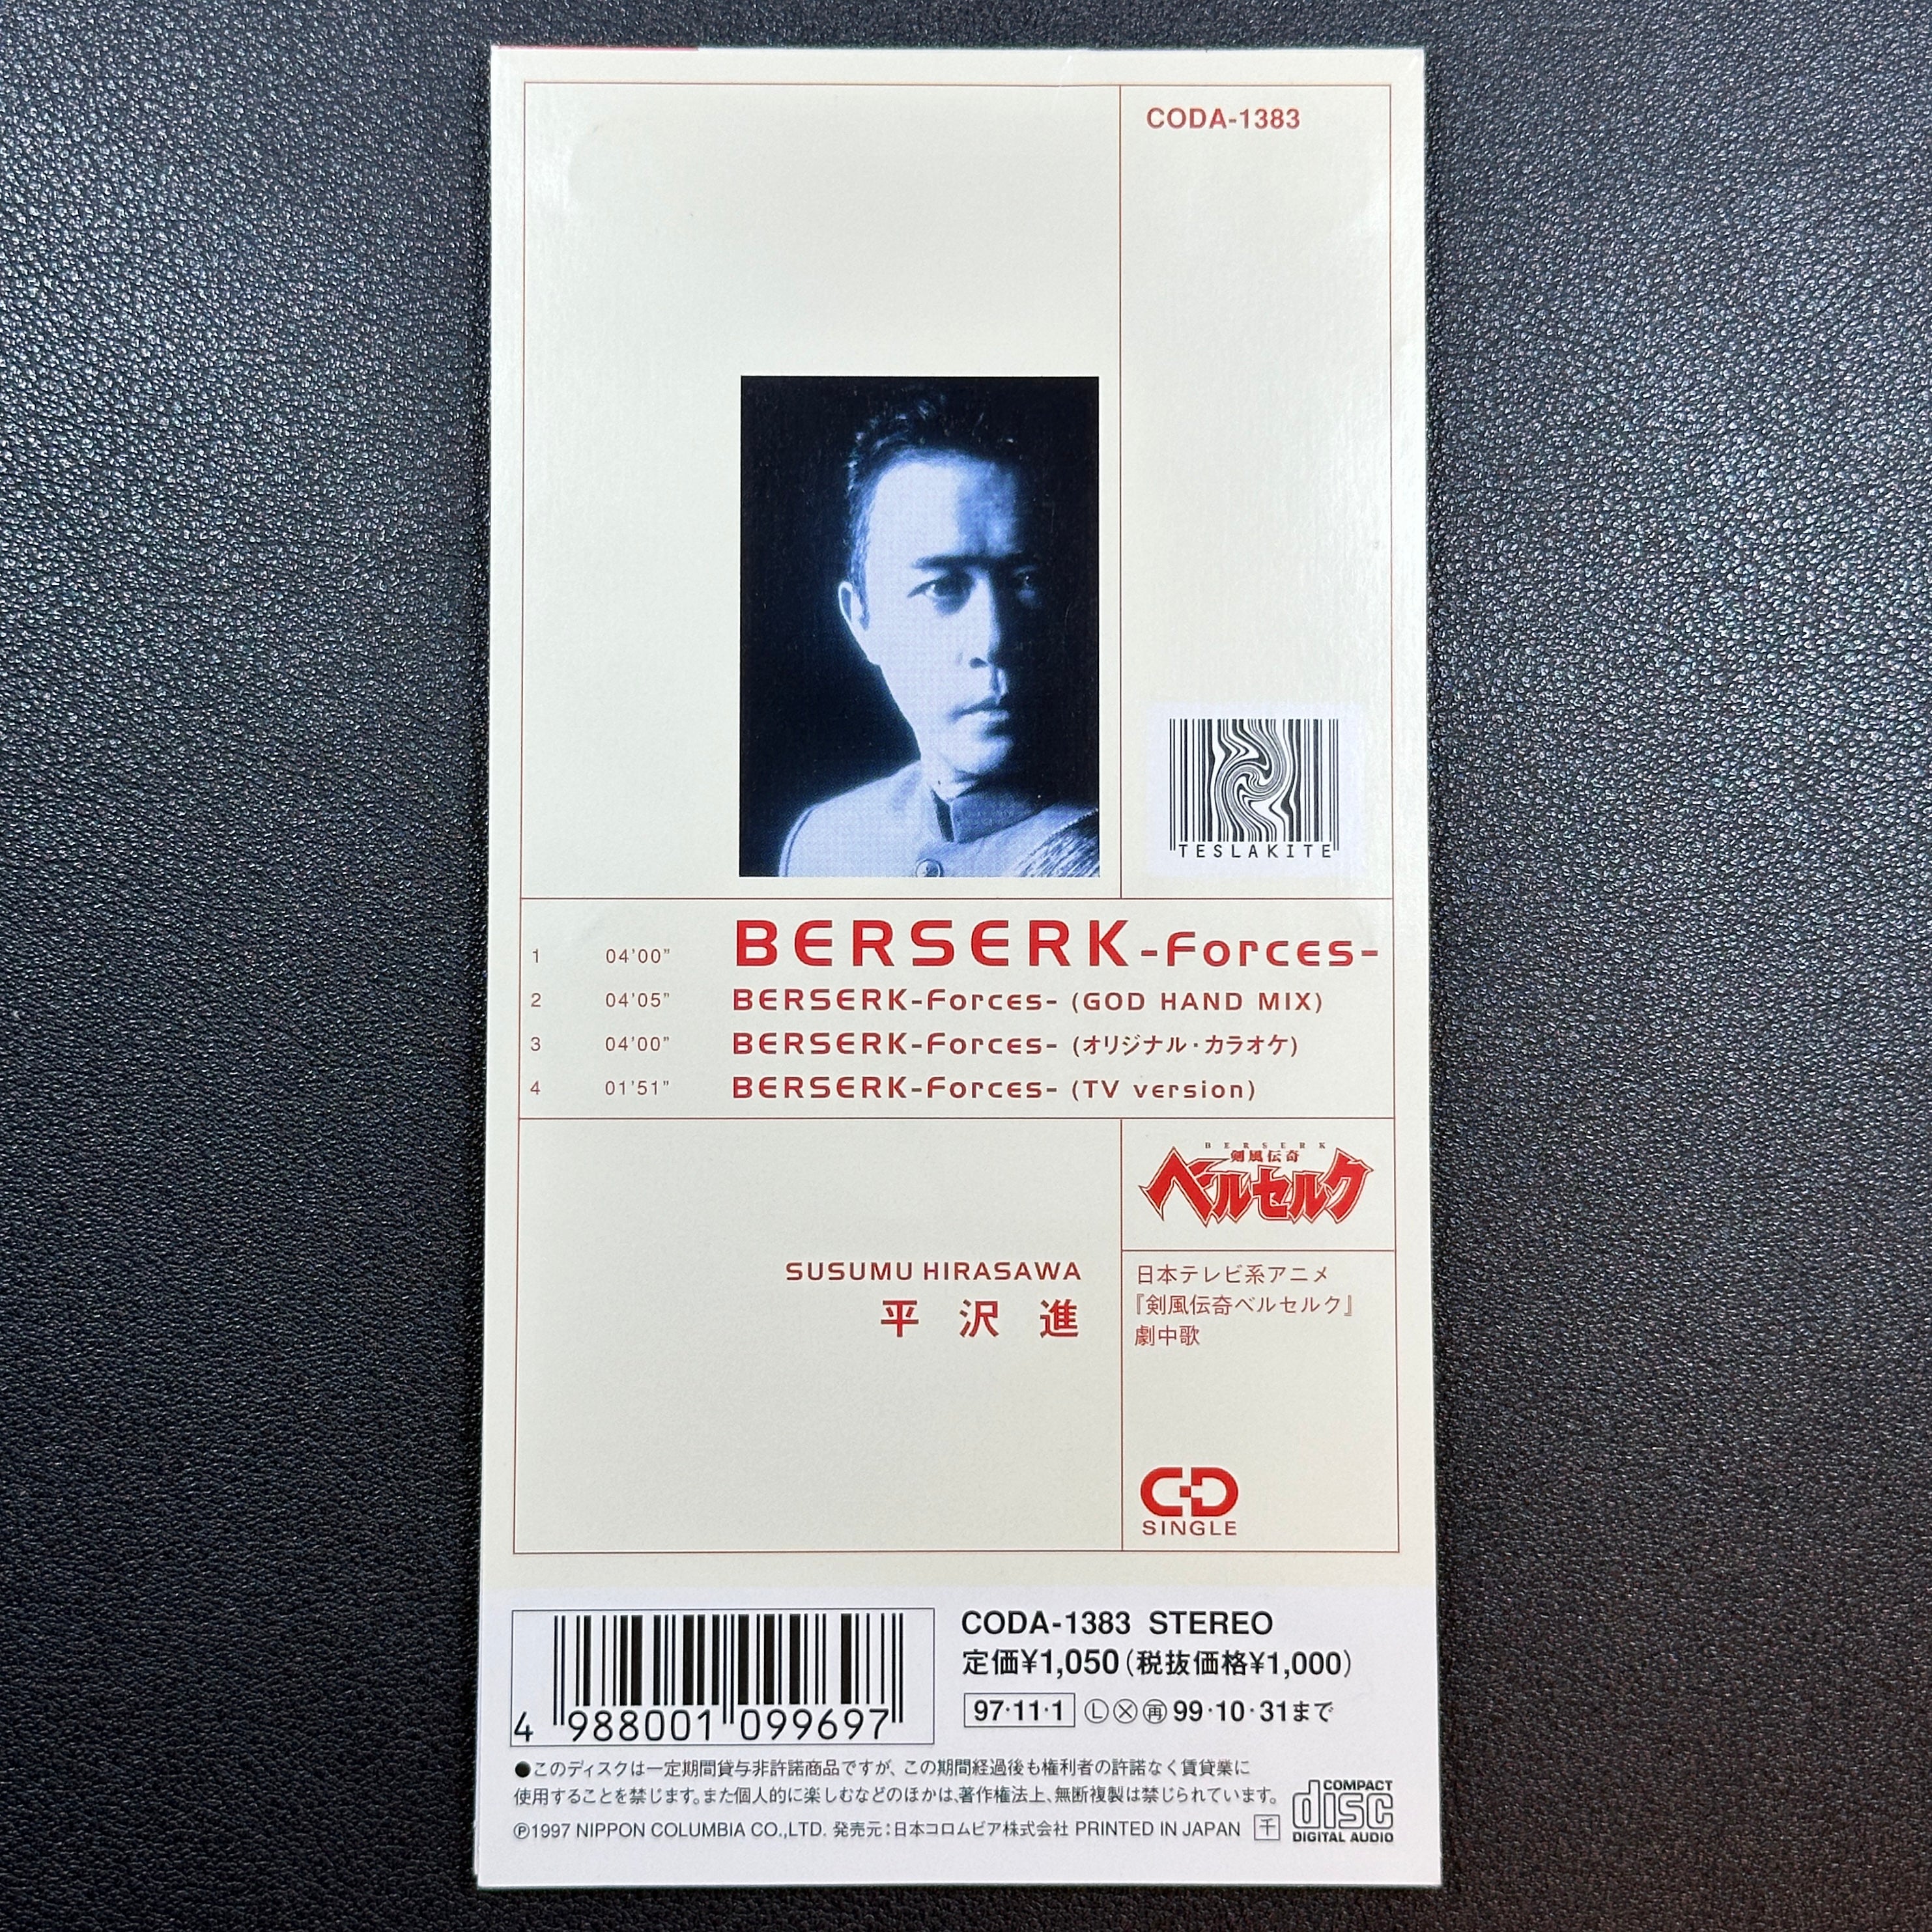 CODA-1383
TESLAKITE
1 04'00" BERSERK-Forces-
2 04'05" BERSERK-Forces- (GOD HAND MIX)
3 04'00" BERSERK-Forces- (オリジナル・カラオケ)
4 01'51" BERSERK-Forces- (TV version)
BERSERK
剣風伝奇
ベルセルク
SUSUMU HIRASAWA
平沢進
日本テレビ系アニメ
『剣風伝奇ベルセルク』
劇中歌
CD
SINGLE
4 988001 099697
CODA-1383 STEREO
定価¥1,050(税抜価格¥1,000)
97・11・1 Ⓛ Ⓧ ㊢再 99・10・31まで
●このディスクは一定期間貸与非許諾商品ですが、この期間経過後も権利者の許諾なく賃貸業に
使用することを禁じます。また個人的に楽しむなどのほかは、著作権法上、無断複製は禁じられています。
℗1997 NIPPON COLUMBIA CO.,LTD. 発売元:日本コロムビア株式会社 PRINTED IN JAPAN 千
COMPACT
disc
DIGITAL AUDIO